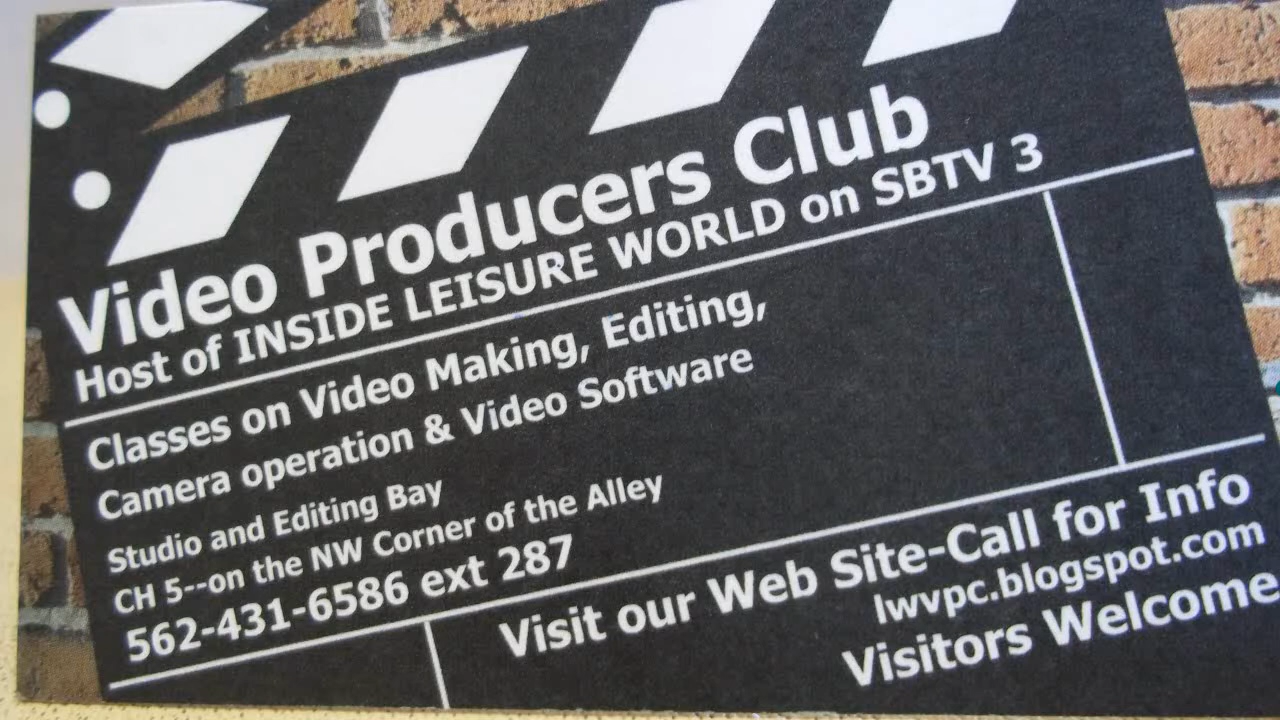 Video Producers Club
Host of INSIDE LEISURE WORLD on SBTV 3
Classes on Video Making, Editing,
Camera operation & Video Software
Studio and Editing Bay
CH 5--on the NW Corner of the Alley
562-431-6586 ext 287
Visit our Web Site-Call for Info
lwvpc.blogspot.com
Visitors Welcome